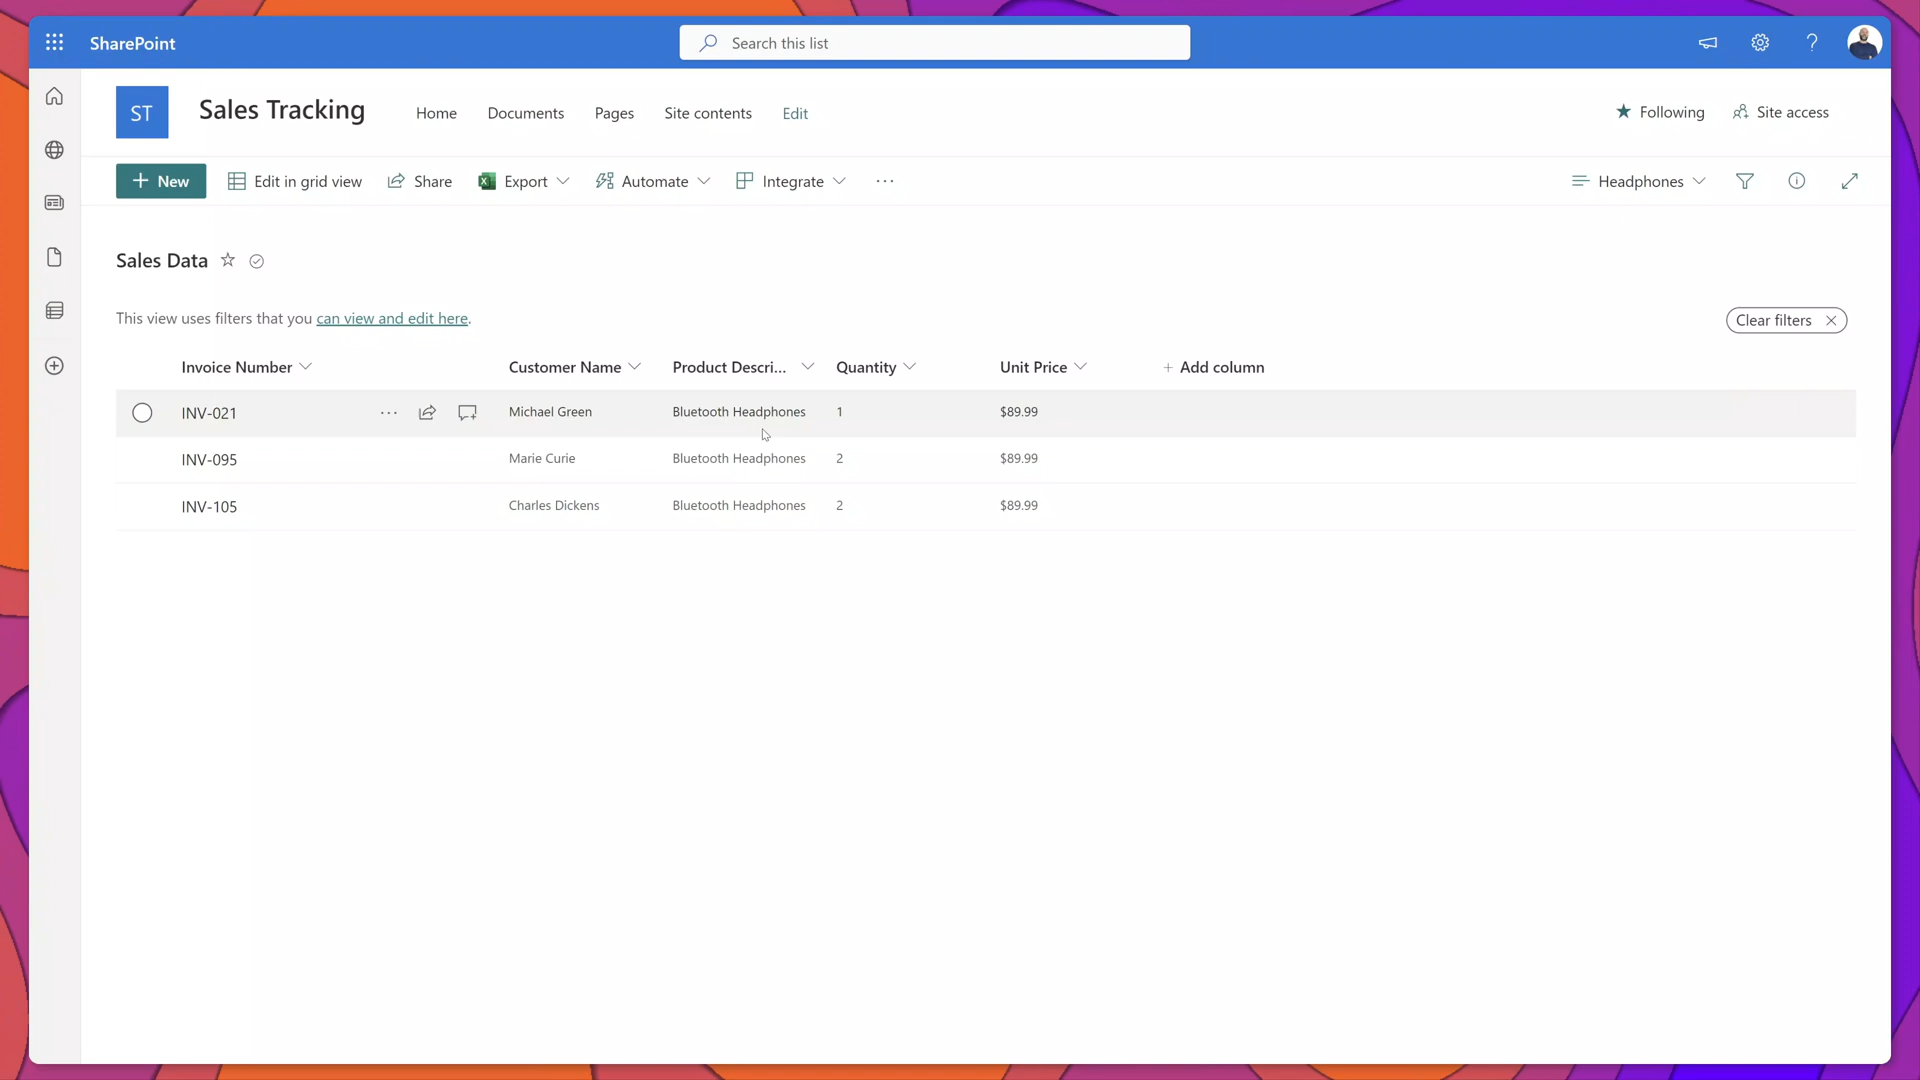 SharePoint
Search this list
ST
Sales Tracking
Home
Documents
Pages
Site contents
Edit
Following
Site access
New
Edit in grid view
Share
Export
Automate
Integrate
Headphones
Sales Data
This view uses filters that you can view and edit here.
Clear filters
Invoice Number
Customer Name
Product Descri...
Quantity
Unit Price
Add column
INV-021
Michael Green
Bluetooth Headphones
1
$89.99
INV-095
Marie Curie
Bluetooth Headphones
2
$89.99
INV-105
Charles Dickens
Bluetooth Headphones
2
$89.99